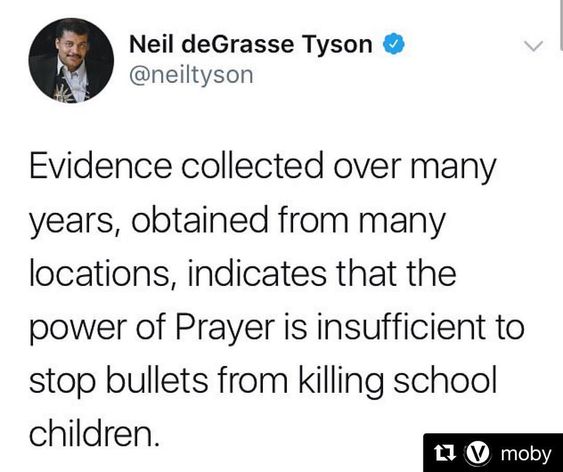 Neil deGrasse Tyson
@neiltyson
Evidence collected over many
years, obtained from many
locations, indicates that the
power of Prayer is insufficient to
stop bullets from killing school
children.
V moby